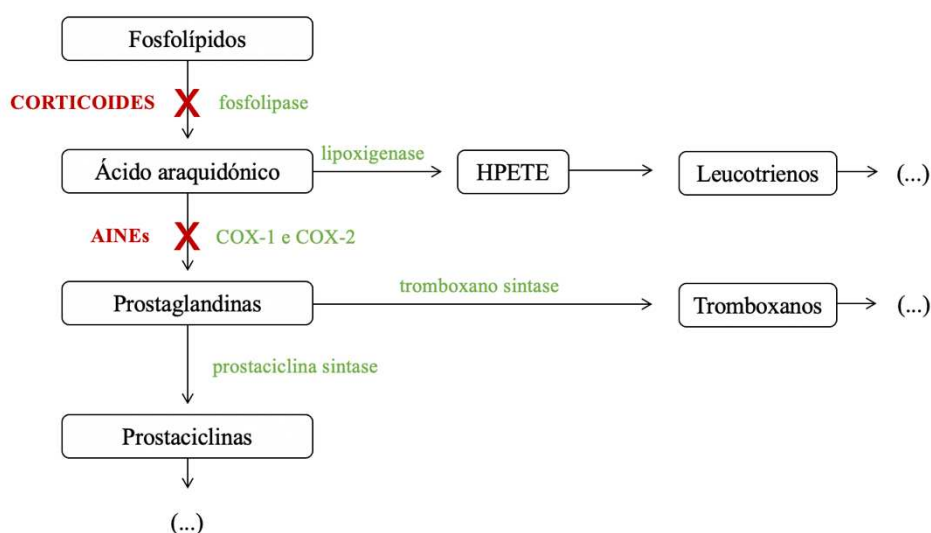 Fosfolípidos
CORTICOIDES X fosfolipase
Ácido araquidónico lipoxigenase HPETE Leucotrienos (...)
AINEs X COX-1 e COX-2
Prostaglandinas tromboxano sintase Tromboxanos (...)
prostaciclina sintase
Prostaciclinas
(...)